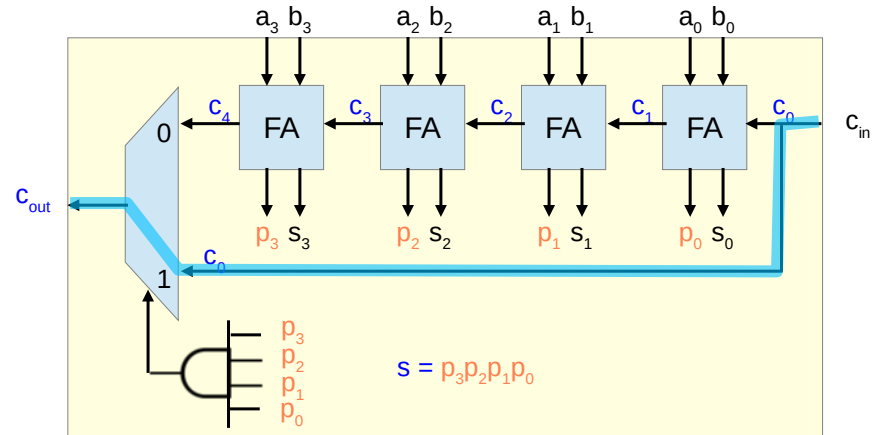 a₃ b₃ a₂ b₂ a₁ b₁ a₀ b₀
c₄ FA c₃ FA c₂ FA c₁ FA c₀ cᵢₙ
0
p₃ s₃ p₂ s₂ p₁ s₁ p₀ s₀
c_out
c₀
1
p₃
p₂
p₁
p₀
s = p₃p₂p₁p₀